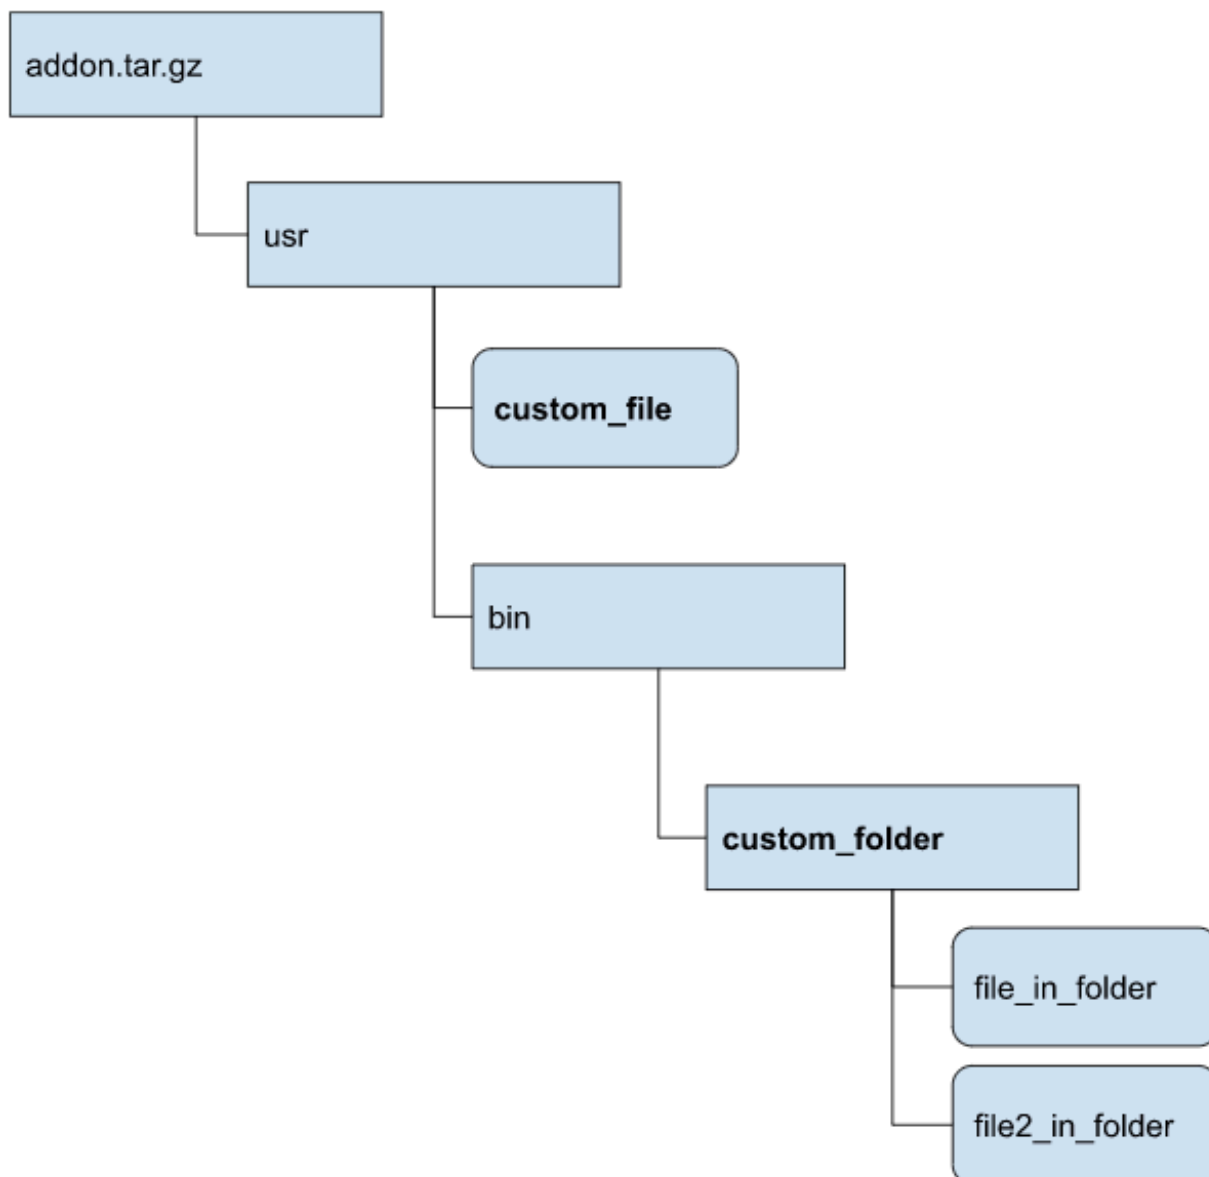 addon.tar.gz
usr
custom_file
bin
custom_folder
file_in_folder
file2_in_folder